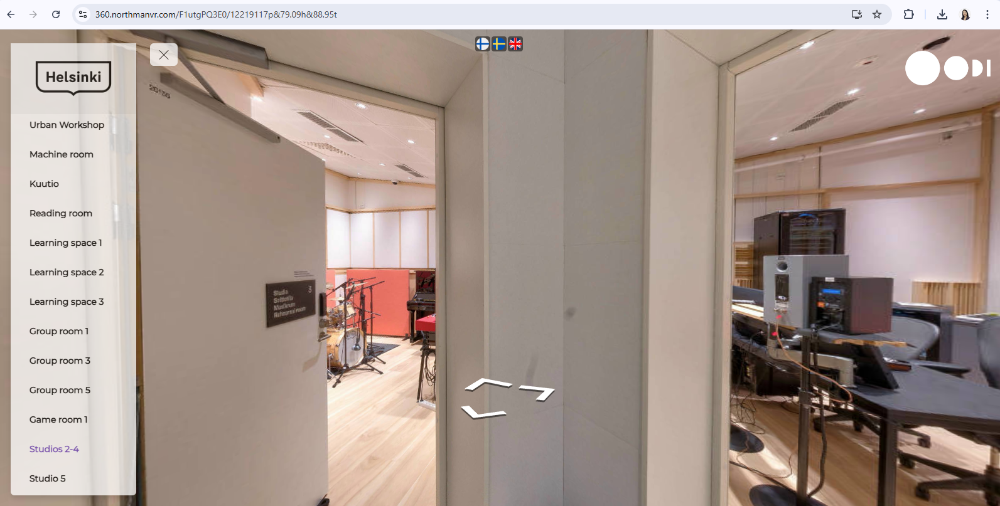 360.northmanvr.com/F1utgPQ3E0/12219117p&79.09h&88.95t
Helsinki
OODI
Urban Workshop
Machine room
Kuutio
Reading room
Learning space 1
Learning space 2
Learning space 3
Group room 1
Group room 3
Group room 5
Game room 1
Studios 2-4
Studio 5
Studio 3
Soittotila
Musikrum
Rehearsal room